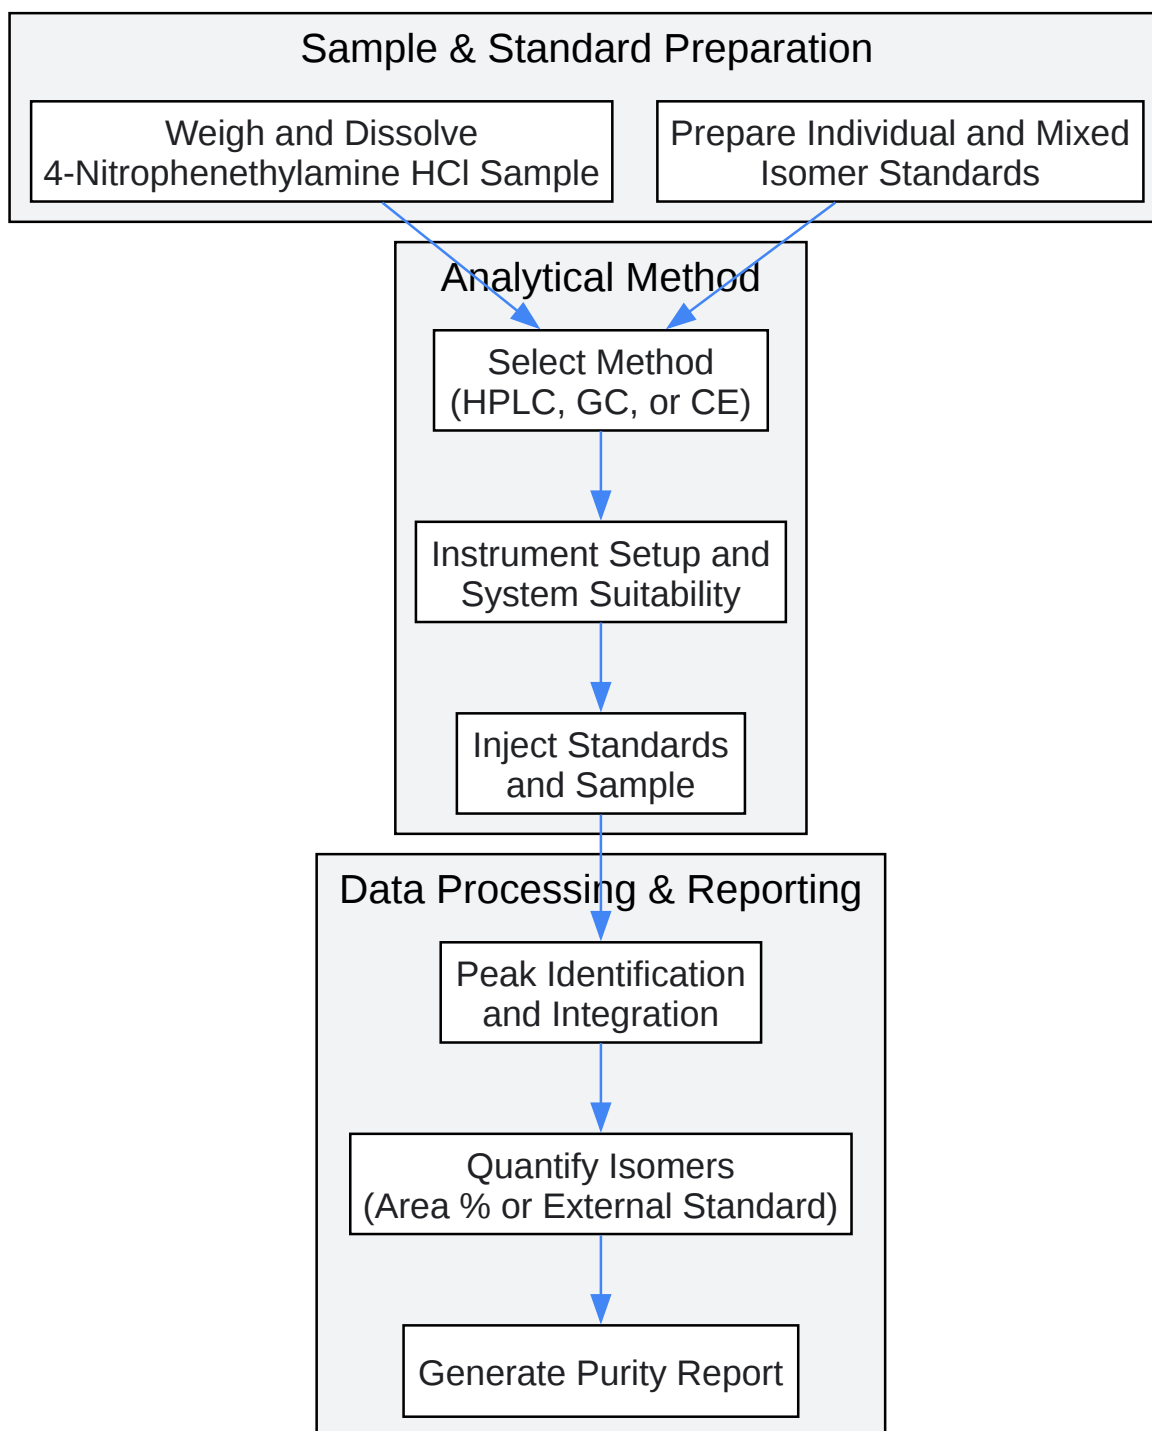 Sample & Standard Preparation
Weigh and Dissolve
4-Nitrophenethylamine HCl Sample
Prepare Individual and Mixed
Isomer Standards
Analytical Method
Select Method
(HPLC, GC, or CE)
Instrument Setup and
System Suitability
Inject Standards
and Sample
Data Processing & Reporting
Peak Identification
and Integration
Quantify Isomers
(Area % or External Standard)
Generate Purity Report